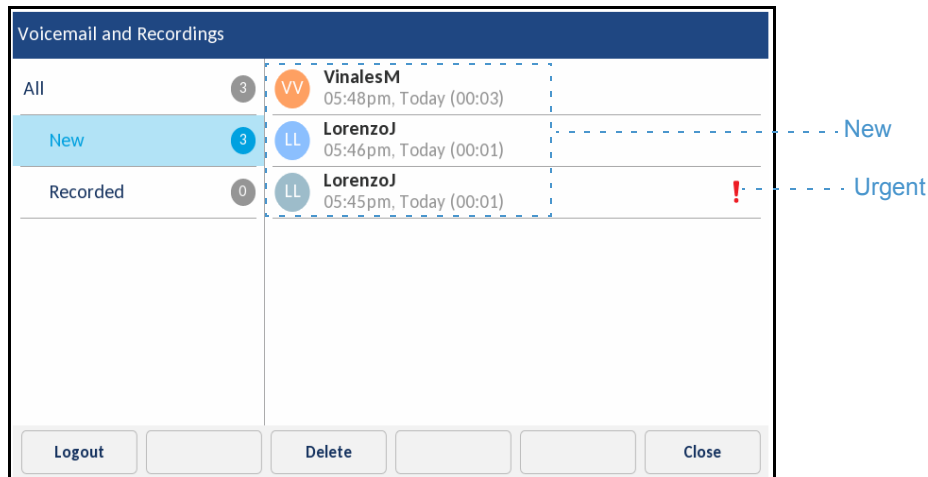 Voicemail and Recordings
All 3
New 3
Recorded 0
VV VinalesM
05:48pm, Today (00:03)
LL LorenzoJ
05:46pm, Today (00:01)
LL LorenzoJ
05:45pm, Today (00:01)
!
New
Urgent
Logout Delete Close